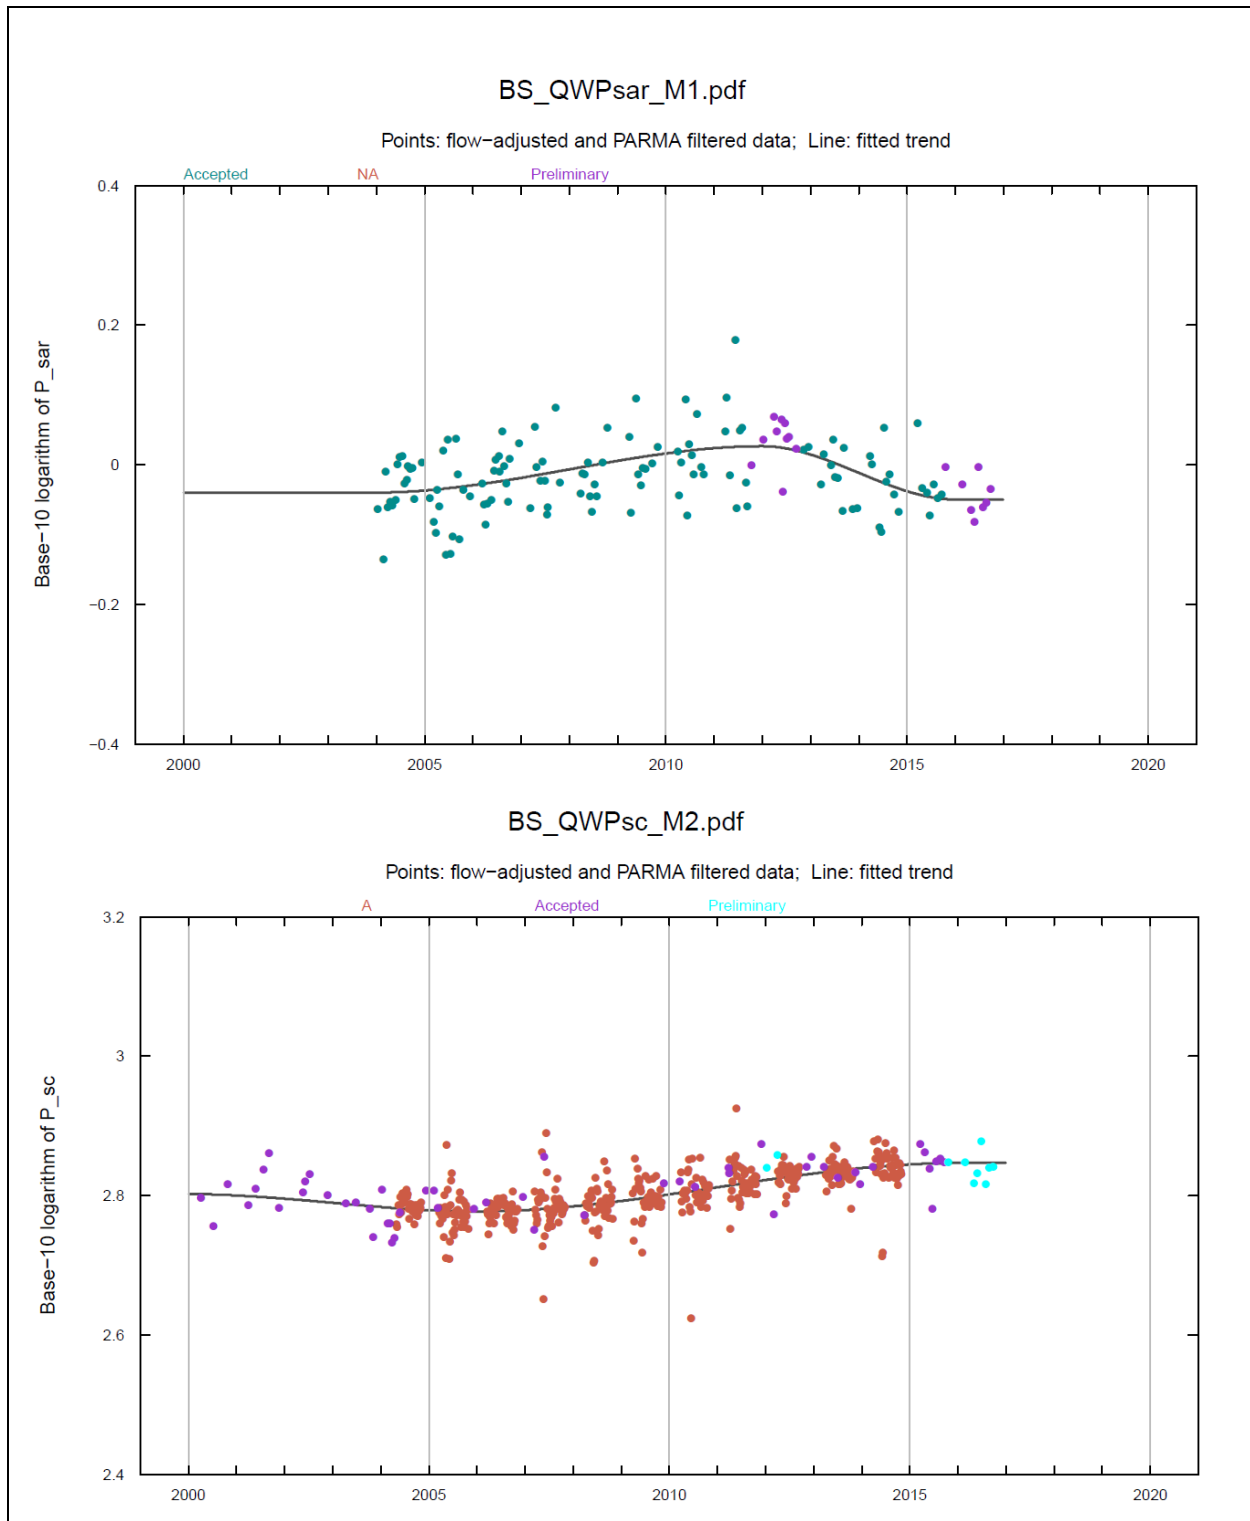 BS_QWPsar_M1.pdf
Points: flow−adjusted and PARMA filtered data;  Line: fitted trend
Accepted NA Preliminary
0.4
0.2
0
−0.2
−0.4
Base−10 logarithm of P_sar
2000 2005 2010 2015 2020
BS_QWPsc_M2.pdf
Points: flow−adjusted and PARMA filtered data;  Line: fitted trend
A Accepted Preliminary
3.2
3
2.8
2.6
2.4
Base−10 logarithm of P_sc
2000 2005 2010 2015 2020